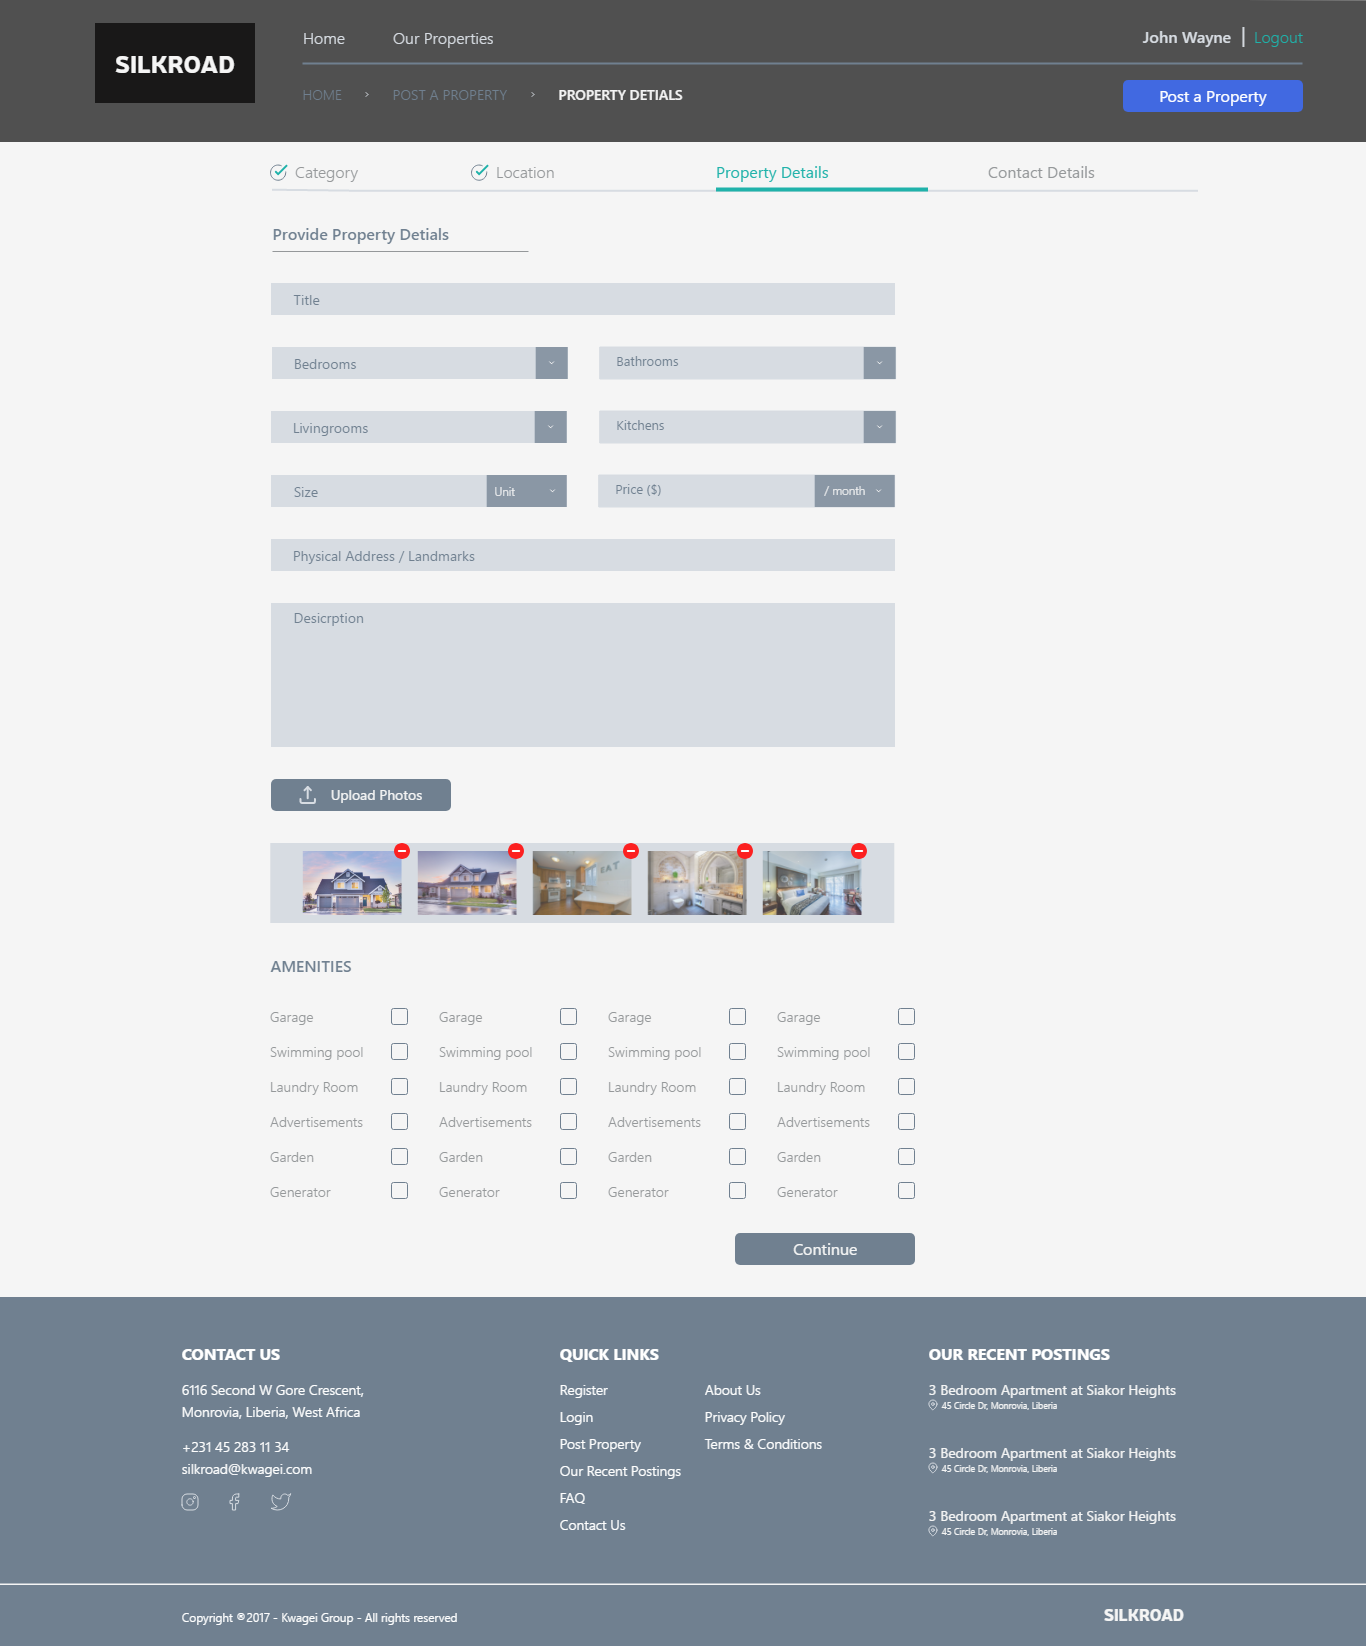 SILKROAD
Home
Our Properties
John Wayne | Logout
HOME > POST A PROPERTY > PROPERTY DETIALS
Post a Property
Category
Location
Property Details
Contact Details
Provide Property Detials
Title
Bedrooms
Bathrooms
Livingrooms
Kitchens
Size
Unit
Price ($)
/ month
Physical Address / Landmarks
Desicrption
Upload Photos
EAT
AMENITIES
Garage
Garage
Garage
Garage
Swimming pool
Swimming pool
Swimming pool
Swimming pool
Laundry Room
Laundry Room
Laundry Room
Laundry Room
Advertisements
Advertisements
Advertisements
Advertisements
Garden
Garden
Garden
Garden
Generator
Generator
Generator
Generator
Continue
CONTACT US
6116 Second W Gore Crescent,
Monrovia, Liberia, West Africa
+231 45 283 11 34
silkroad@kwagei.com
QUICK LINKS
Register
Login
Post Property
Our Recent Postings
FAQ
Contact Us
About Us
Privacy Policy
Terms & Conditions
OUR RECENT POSTINGS
3 Bedroom Apartment at Siakor Heights
45 Circle Dr, Monrovia, Liberia
3 Bedroom Apartment at Siakor Heights
45 Circle Dr, Monrovia, Liberia
3 Bedroom Apartment at Siakor Heights
45 Circle Dr, Monrovia, Liberia
Copyright ®2017 - Kwagei Group - All rights reserved
SILKROAD